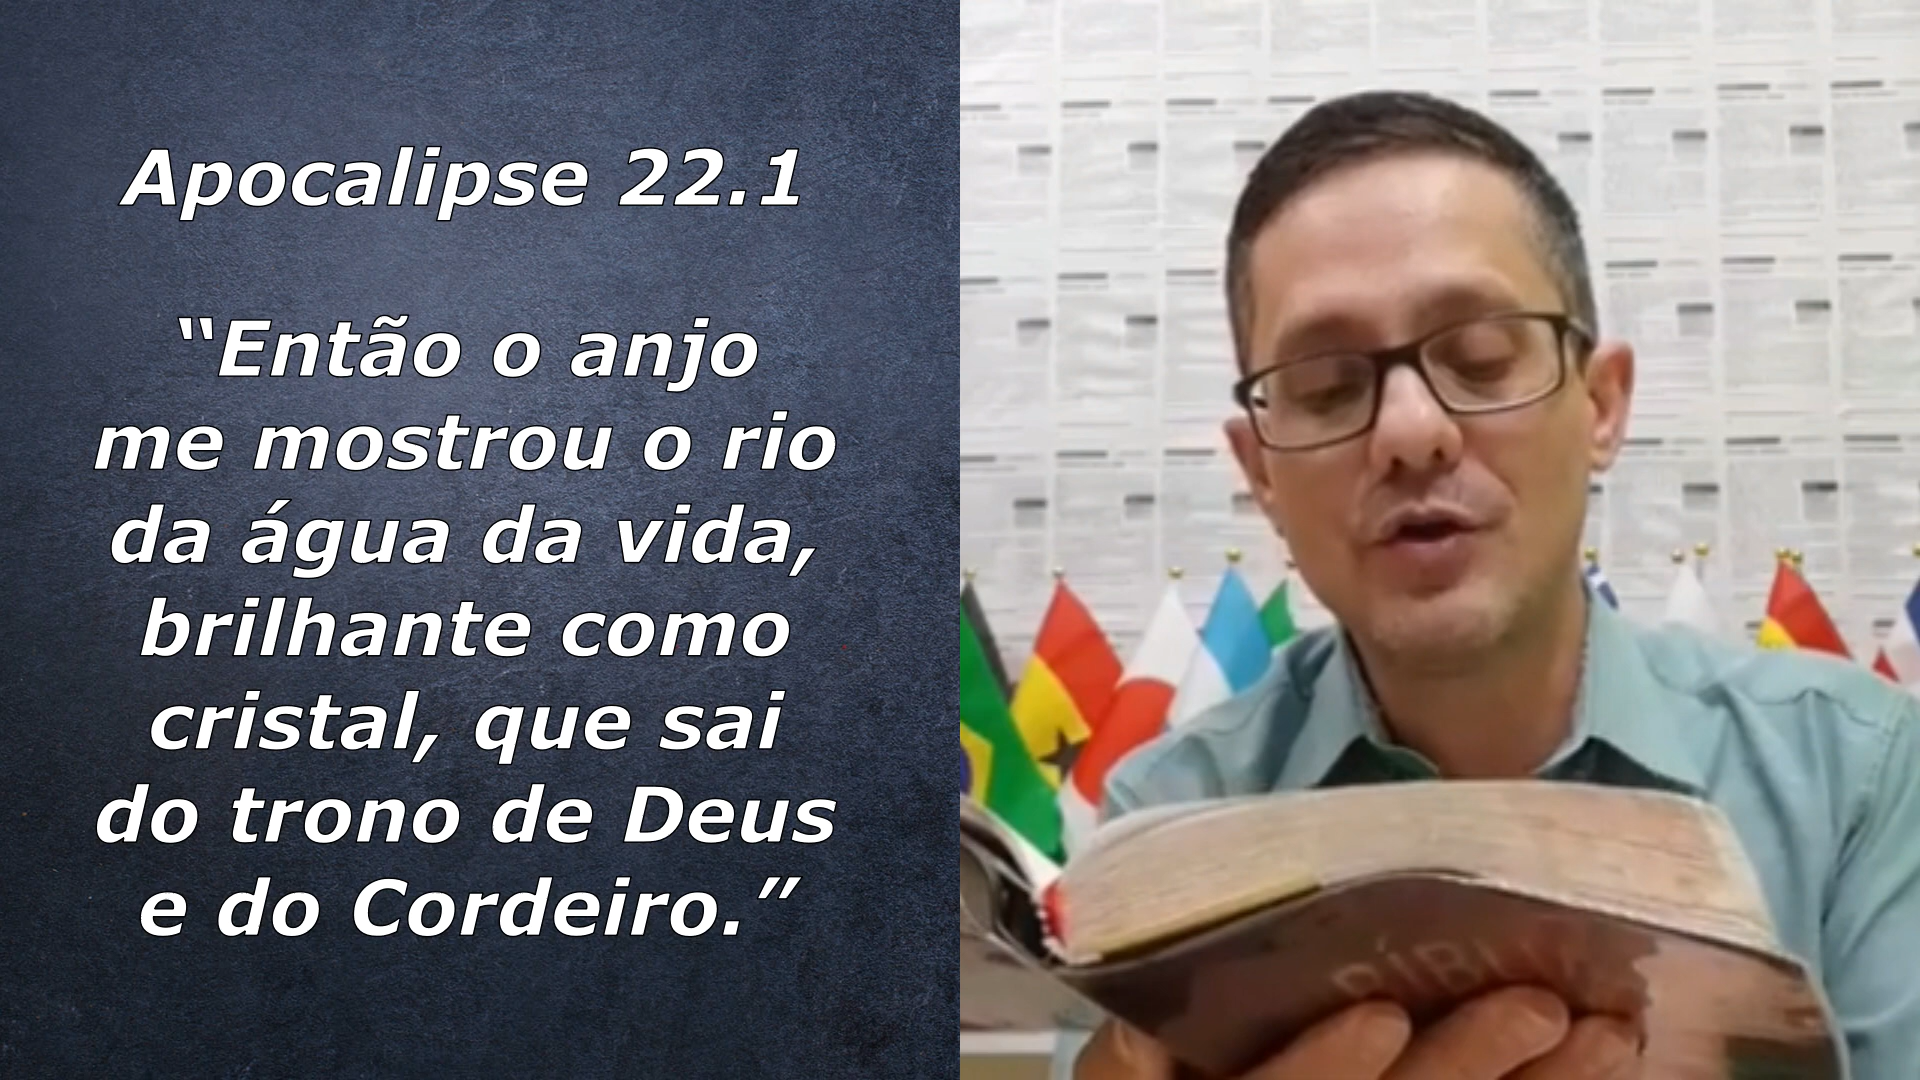 Apocalipse 22.1
“Então o anjo
me mostrou o rio
da água da vida,
brilhante como
cristal, que sai
do trono de Deus
e do Cordeiro.”
BÍBLIA